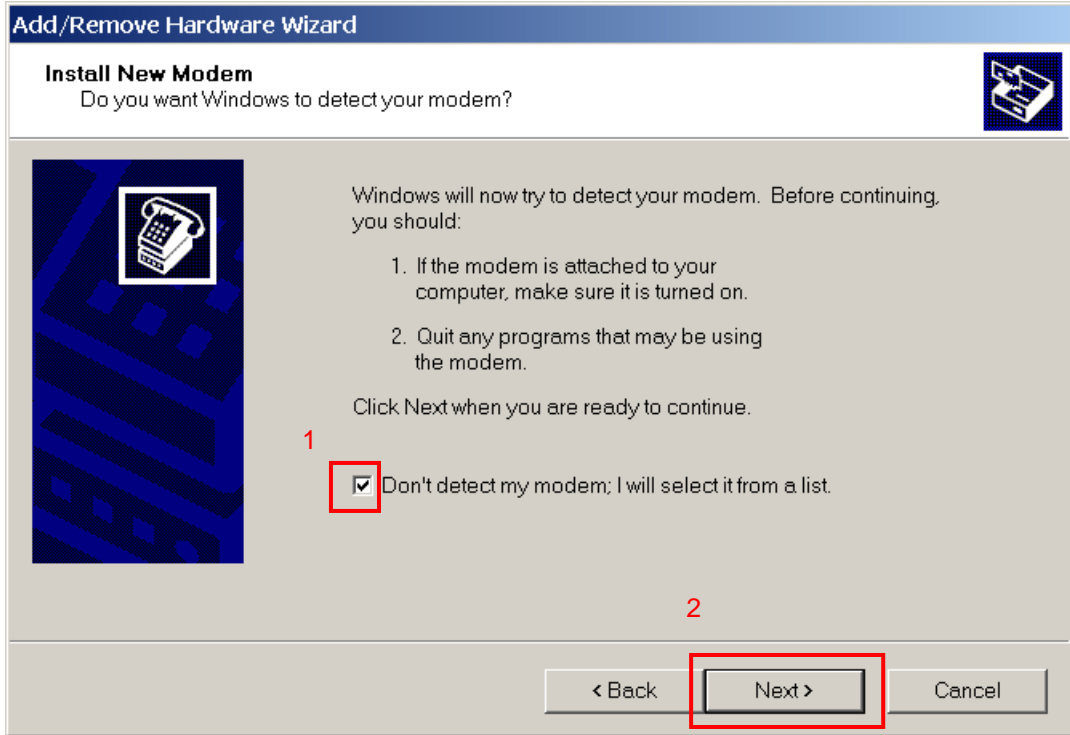 Add/Remove Hardware Wizard
Install New Modem
Do you want Windows to detect your modem?
Windows will now try to detect your modem. Before continuing,
you should:
1. If the modem is attached to your
computer, make sure it is turned on.
2. Quit any programs that may be using
the modem.
Click Next when you are ready to continue.
1
Don't detect my modem; I will select it from a list.
2
< Back
Next >
Cancel